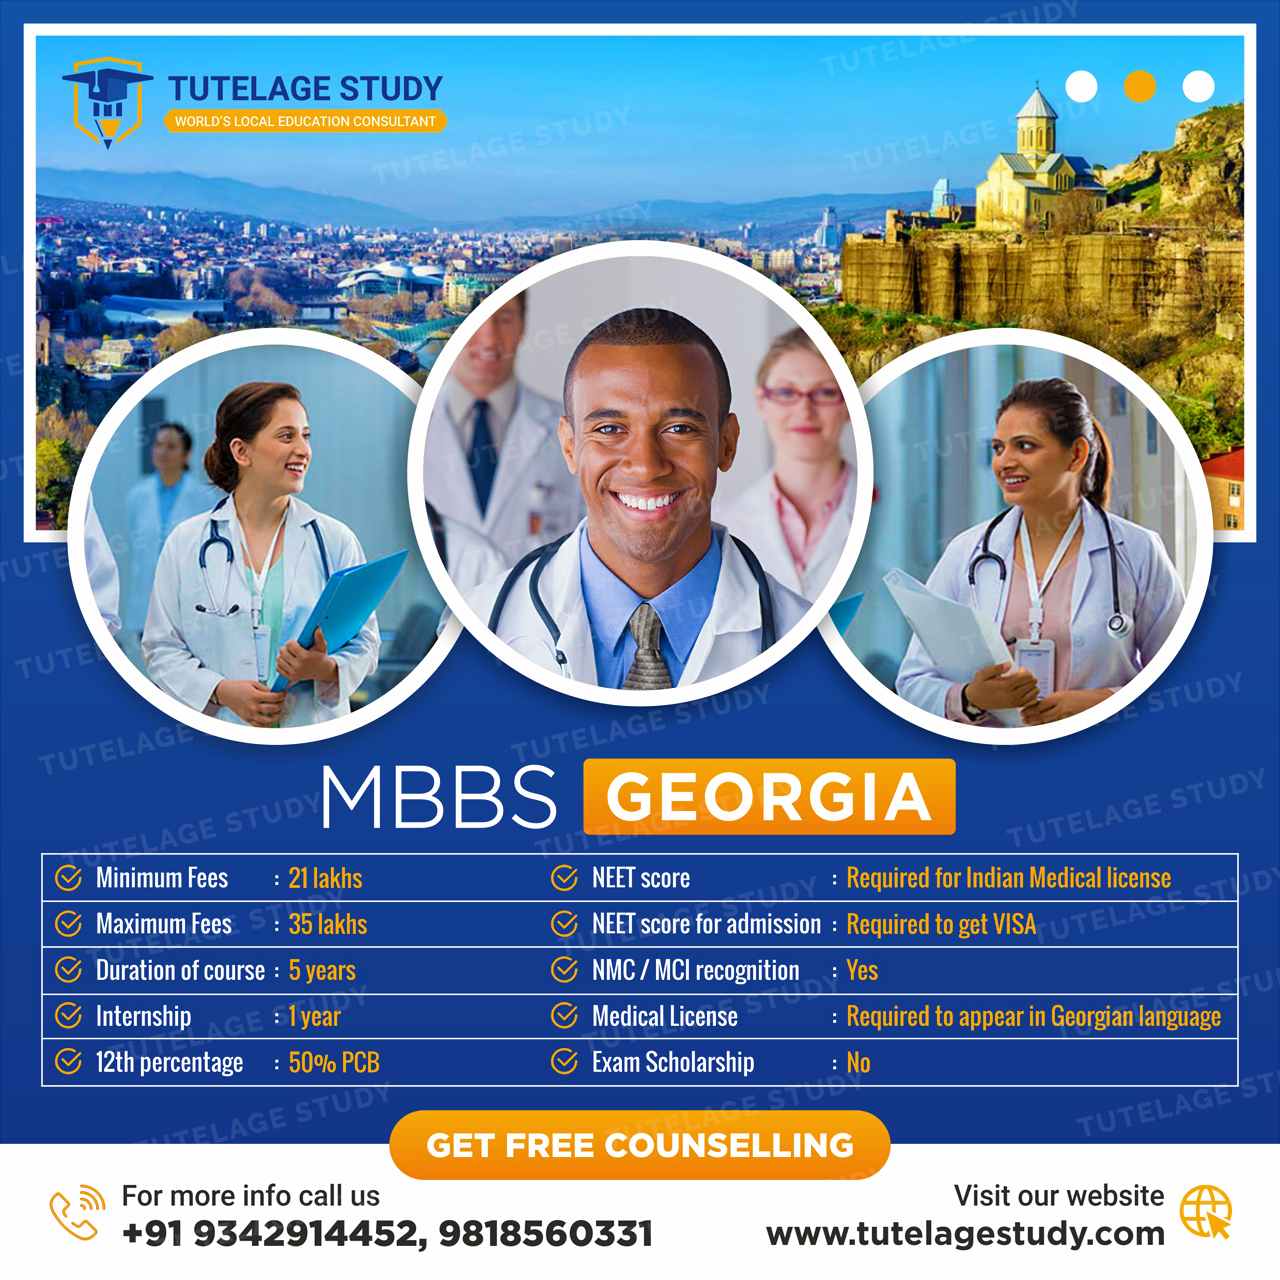 TUTELAGE STUDY
WORLD'S LOCAL EDUCATION CONSULTANT
MBBS GEORGIA
Minimum Fees : 21 lakhs
NEET score : Required for Indian Medical license
Maximum Fees : 35 lakhs
NEET score for admission : Required to get VISA
Duration of course : 5 years
NMC / MCI recognition : Yes
Internship : 1 year
Medical License : Required to appear in Georgian language
12th percentage : 50% PCB
Exam Scholarship : No
GET FREE COUNSELLING
For more info call us
+91 9342914452, 9818560331
Visit our website
www.tutelagestudy.com